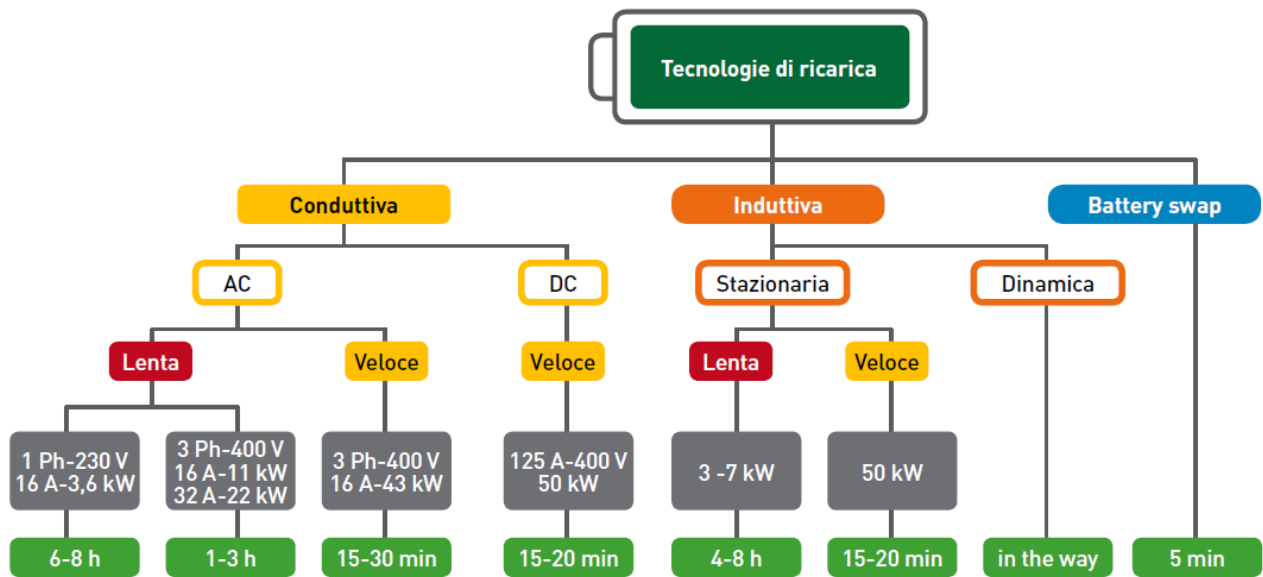 Tecnologie di ricarica
Conduttiva
Induttiva
Battery swap
AC
DC
Stazionaria
Dinamica
Lenta
Veloce
Veloce
Lenta
Veloce
1 Ph-230 V
16 A-3,6 kW
3 Ph-400 V
16 A-11 kW
32 A-22 kW
3 Ph-400 V
16 A-43 kW
125 A-400 V
50 kW
3 -7 kW
50 kW
6-8 h
1-3 h
15-30 min
15-20 min
4-8 h
15-20 min
in the way
5 min